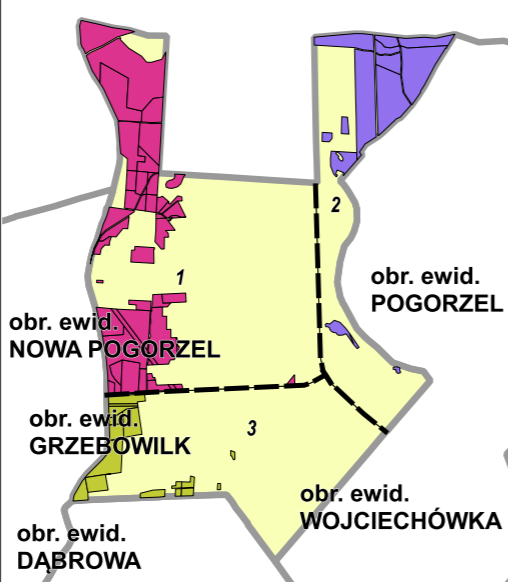 2
1
obr. ewid.
POGORZEL
obr. ewid.
NOWA POGORZEL
obr. ewid.
GRZEBOWILK
3
obr. ewid.
WOJCIECHÓWKA
obr. ewid.
DĄBROWA